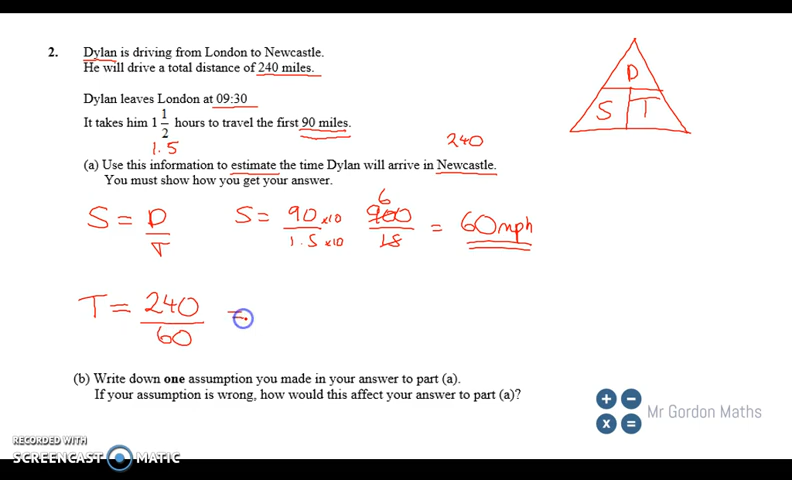 2. Dylan is driving from London to Newcastle.
He will drive a total distance of 240 miles.
D
S T
Dylan leaves London at 09:30
It takes him 1 1/2 hours to travel the first 90 miles.
1.5
240
(a) Use this information to estimate the time Dylan will arrive in Newcastle.
You must show how you get your answer.
S = D/T S = 90 x10 / 1.5 x10 6 900/15 = 60mph
T = 240/60 =
(b) Write down one assumption you made in your answer to part (a).
If your assumption is wrong, how would this affect your answer to part (a)?
+ −
x =
Mr Gordon Maths
RECORDED WITH
SCREENCAST MATIC